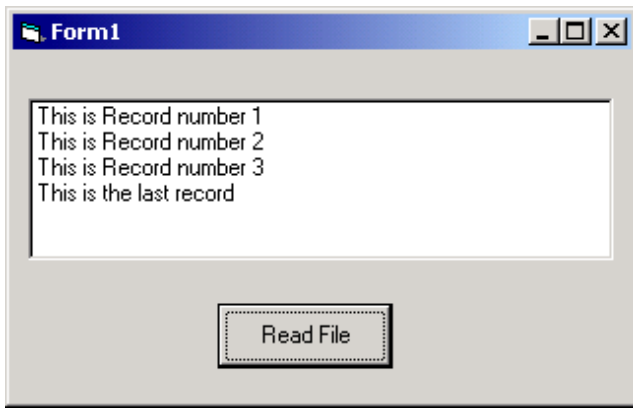 Form1
This is Record number 1
This is Record number 2
This is Record number 3
This is the last record
Read File